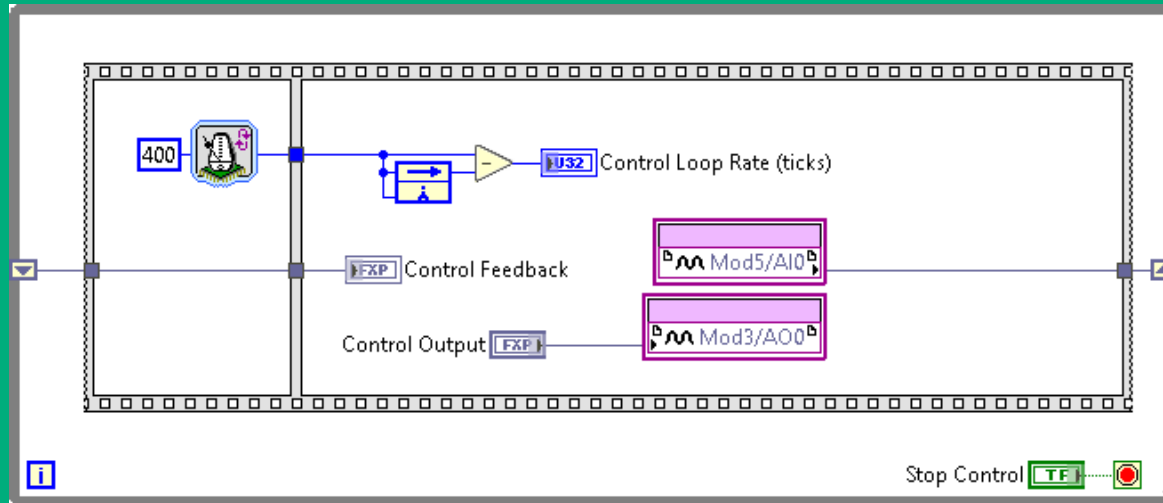 400
U32 Control Loop Rate (ticks)
FXP Control Feedback
Mod5/AI0
Control Output FXP
Mod3/AO0
i
Stop Control TF